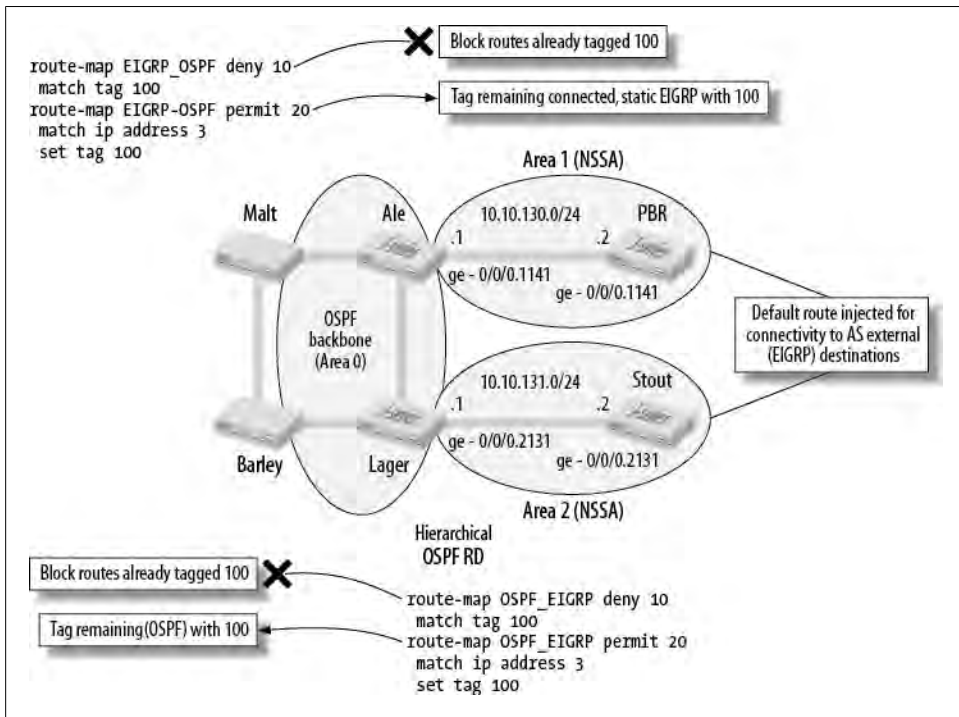 Block routes already tagged 100
route-map EIGRP_OSPF deny 10
match tag 100
route-map EIGRP-OSPF permit 20
match ip address 3
set tag 100
Tag remaining connected, static EIGRP with 100
Area 1 (NSSA)
Malt
Ale
10.10.130.0/24
PBR
.1
.2
ge - 0/0/0.1141
ge - 0/0/0.1141
OSPF
backbone
(Area 0)
Default route injected for
connectivity to AS external
(EIGRP) destinations
10.10.131.0/24
Stout
.1
.2
ge - 0/0/0.2131
ge - 0/0/0.2131
Barley
Lager
Area 2 (NSSA)
Hierarchical
OSPF RD
Block routes already tagged 100
Tag remaining(OSPF) with 100
route-map OSPF_EIGRP deny 10
match tag 100
route-map OSPF_EIGRP permit 20
match ip address 3
set tag 100